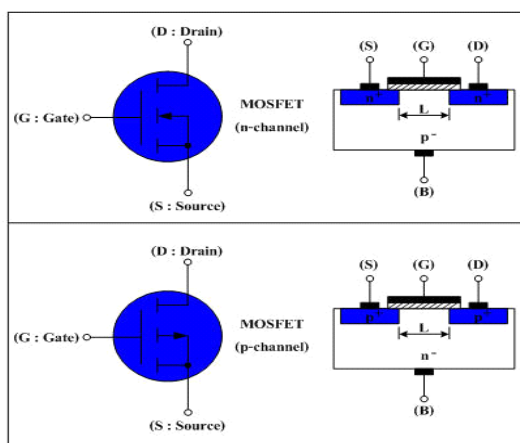 (D : Drain)
(G : Gate)
MOSFET
(n-channel)
(S : Source)
(S) (G) (D)
n+ n+
L
p-
(B)
(D : Drain)
(G : Gate)
MOSFET
(p-channel)
(S : Source)
(S) (G) (D)
p+ p+
L
n-
(B)